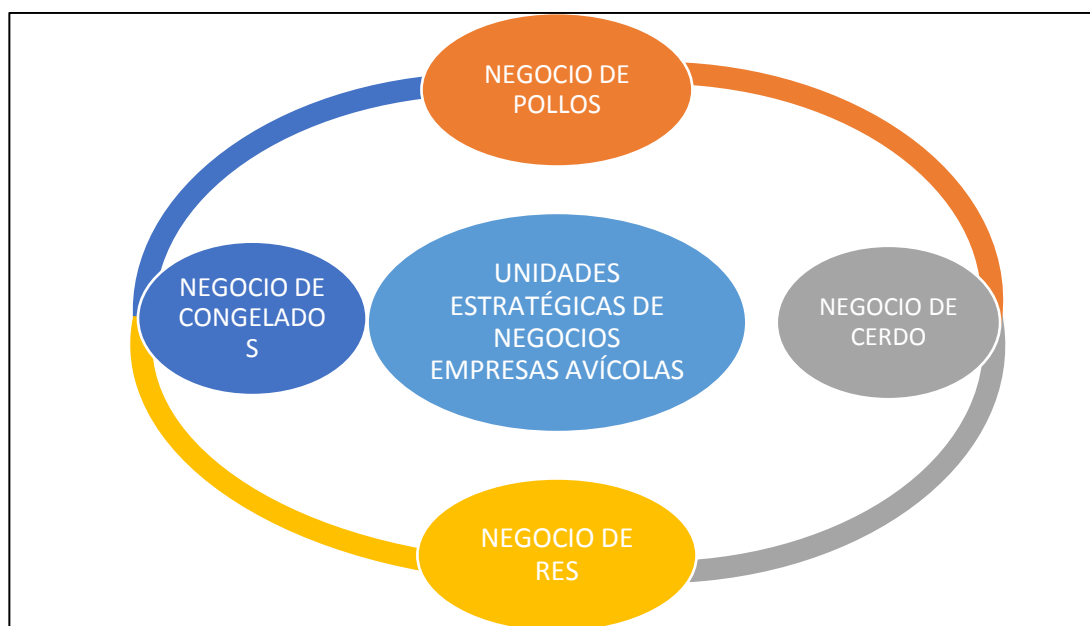 NEGOCIO DE
POLLOS
NEGOCIO DE
CONGELADO
S
UNIDADES
ESTRATÉGICAS DE
NEGOCIOS
EMPRESAS AVÍCOLAS
NEGOCIO DE
CERDO
NEGOCIO DE
RES